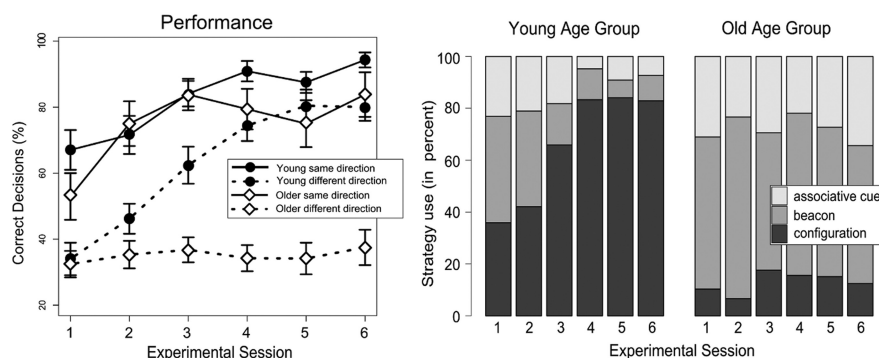 Performance
Correct Decisions (%)
100
80
60
40
20
Young same direction
Young different direction
Older same direction
Older different direction
1 2 3 4 5 6
Experimental Session
Young Age Group
Old Age Group
Strategy use (in percent)
100
80
60
40
20
0
associative cue
beacon
configuration
1 2 3 4 5 6
1 2 3 4 5 6
Experimental Session